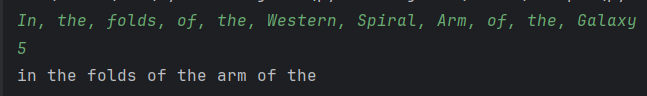 In, the, folds, of, the, Western, Spiral, Arm, of, the, Galaxy
5
in the folds of the arm of the